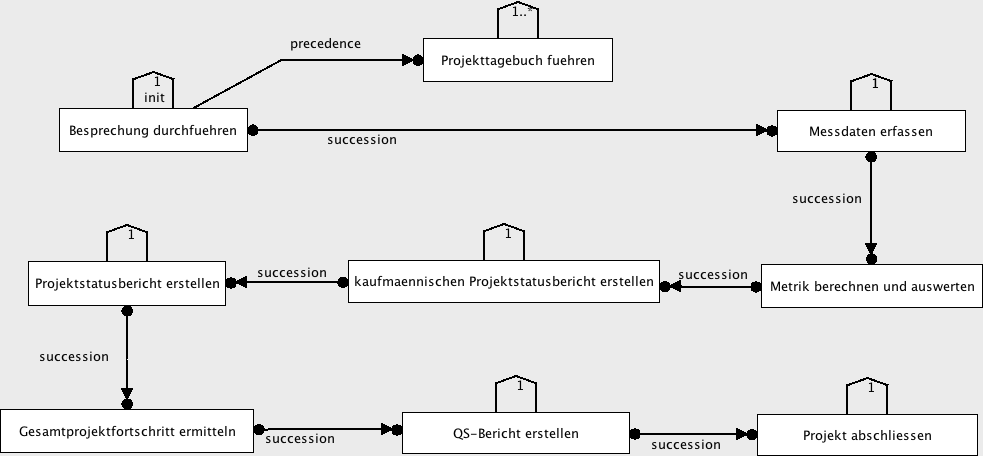 1..*
precedence
Projekttagebuch fuehren
1
init
Besprechung durchfuehren
succession
1
Messdaten erfassen
succession
1
Projektstatusbericht erstellen
succession
1
kaufmaennischen Projektstatusbericht erstellen
succession
Metrik berechnen und auswerten
succession
Gesamtprojektfortschritt ermitteln
succession
1
QS-Bericht erstellen
succession
1
Projekt abschliessen